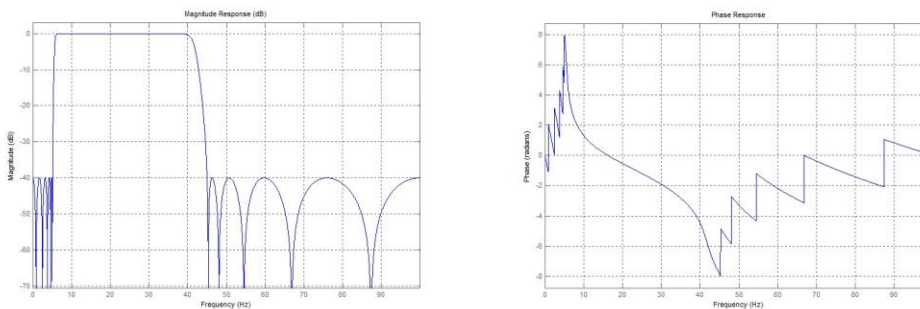 Magnitude Response (dB)
Magnitude (dB)
0
-10
-20
-30
-40
-50
-60
-70
0 10 20 30 40 50 60 70 80 90
Frequency (Hz)
Phase Response
Phase (radians)
8
6
4
2
0
-2
-4
-6
-8
0 10 20 30 40 50 60 70 80 90
Frequency (Hz)